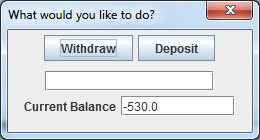 What would you like to do?
Withdraw Deposit
Current Balance -530.0